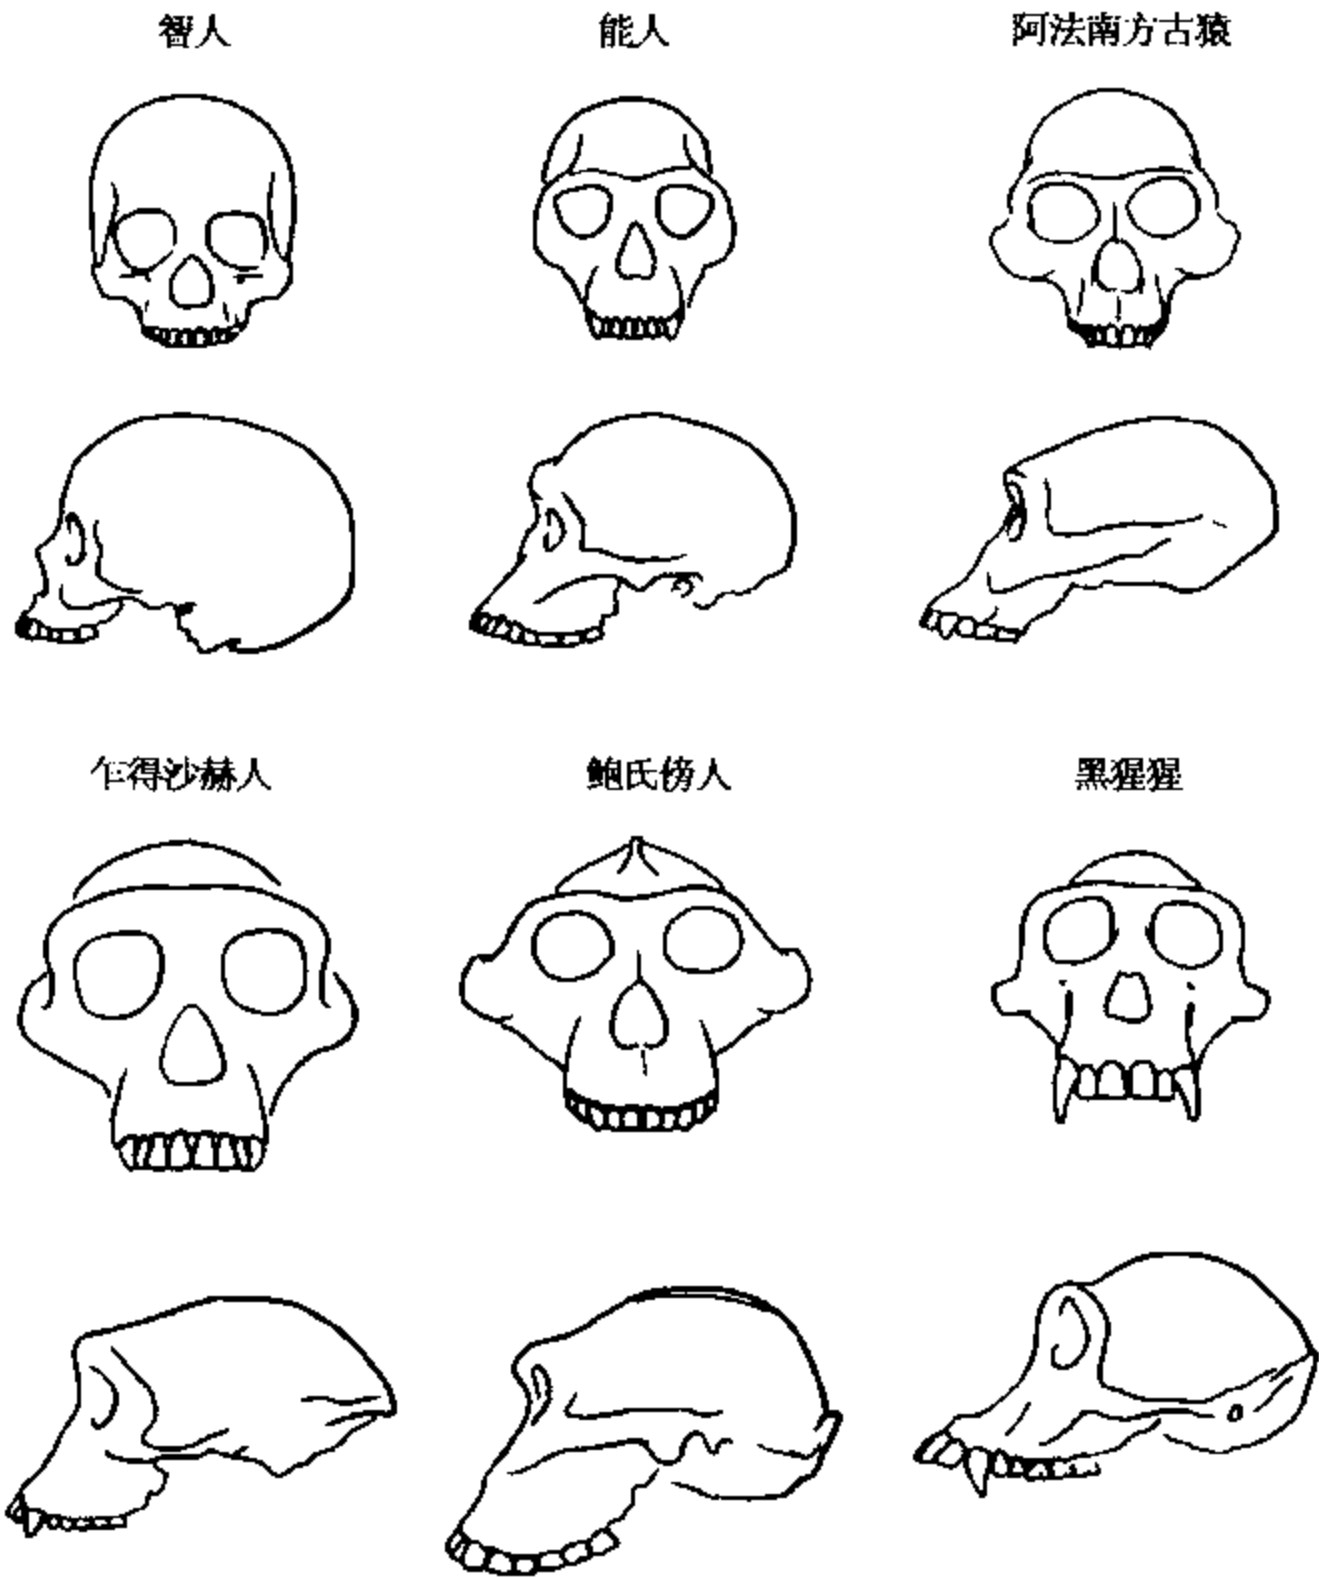 智人
能人
阿法南方古猿
乍得沙赫人
鲍氏傍人
黑猩猩